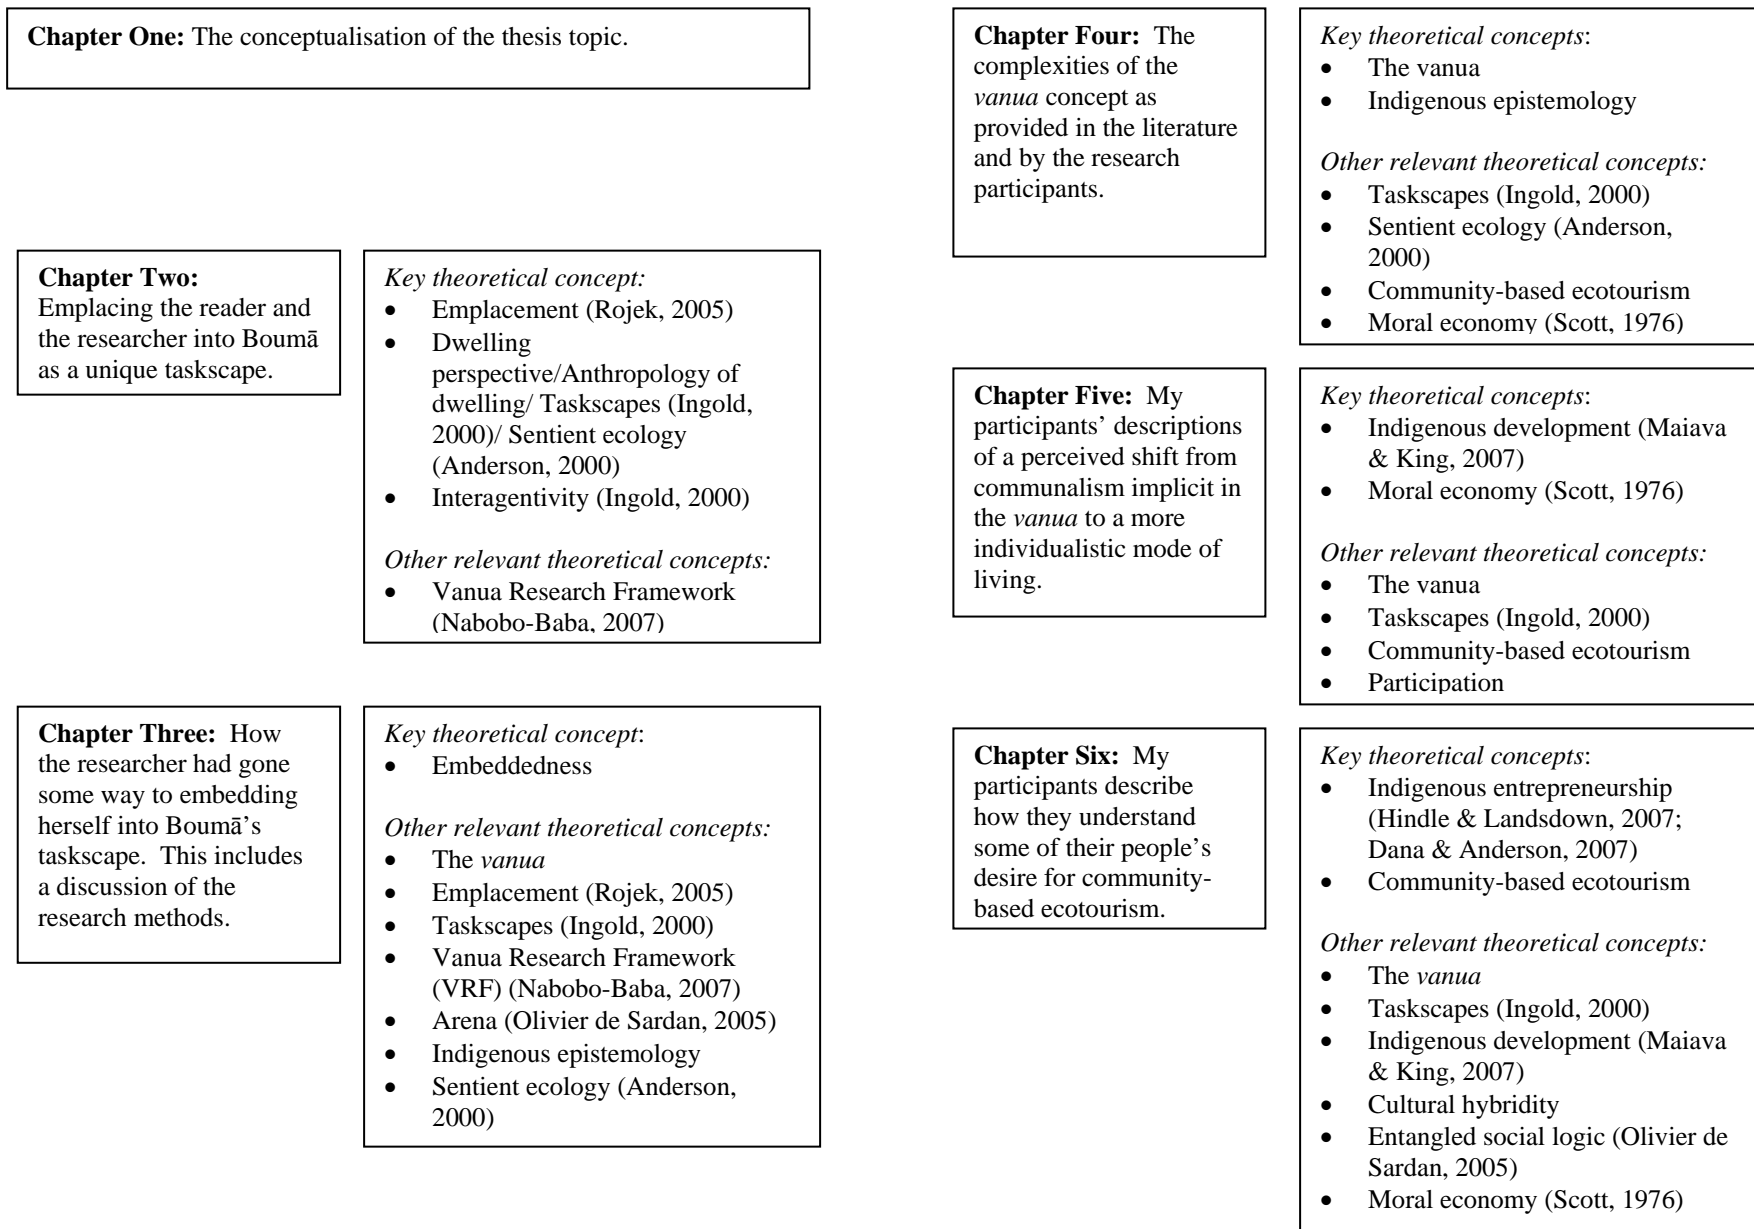 Chapter One: The conceptualisation of the thesis topic.
Chapter Two:
Emplacing the reader and
the researcher into Boumā
as a unique taskscape.
Key theoretical concept:
• Emplacement (Rojek, 2005)
• Dwelling
perspective/Anthropology of
dwelling/ Taskscapes (Ingold,
2000)/ Sentient ecology
(Anderson, 2000)
• Interagentivity (Ingold, 2000)
Other relevant theoretical concepts:
• Vanua Research Framework
(Nabobo-Baba, 2007)
Chapter Three: How
the researcher had gone
some way to embedding
herself into Boumā's
taskscape. This includes
a discussion of the
research methods.
Key theoretical concept:
• Embeddedness
Other relevant theoretical concepts:
• The vanua
• Emplacement (Rojek, 2005)
• Taskscapes (Ingold, 2000)
• Vanua Research Framework
(VRF) (Nabobo-Baba, 2007)
• Arena (Olivier de Sardan, 2005)
• Indigenous epistemology
• Sentient ecology (Anderson,
2000)
Chapter Four: The
complexities of the
vanua concept as
provided in the literature
and by the research
participants.
Key theoretical concepts:
• The vanua
• Indigenous epistemology
Other relevant theoretical concepts:
• Taskscapes (Ingold, 2000)
• Sentient ecology (Anderson,
2000)
• Community-based ecotourism
• Moral economy (Scott, 1976)
Chapter Five: My
participants' descriptions
of a perceived shift from
communalism implicit in
the vanua to a more
individualistic mode of
living.
Key theoretical concepts:
• Indigenous development (Maiava
& King, 2007)
• Moral economy (Scott, 1976)
Other relevant theoretical concepts:
• The vanua
• Taskscapes (Ingold, 2000)
• Community-based ecotourism
• Participation
Chapter Six: My
participants describe
how they understand
some of their people's
desire for community-
based ecotourism.
Key theoretical concepts:
• Indigenous entrepreneurship
(Hindle & Landsdown, 2007;
Dana & Anderson, 2007)
• Community-based ecotourism
Other relevant theoretical concepts:
• The vanua
• Taskscapes (Ingold, 2000)
• Indigenous development (Maiava
& King, 2007)
• Cultural hybridity
• Entangled social logic (Olivier de
Sardan, 2005)
• Moral economy (Scott, 1976)